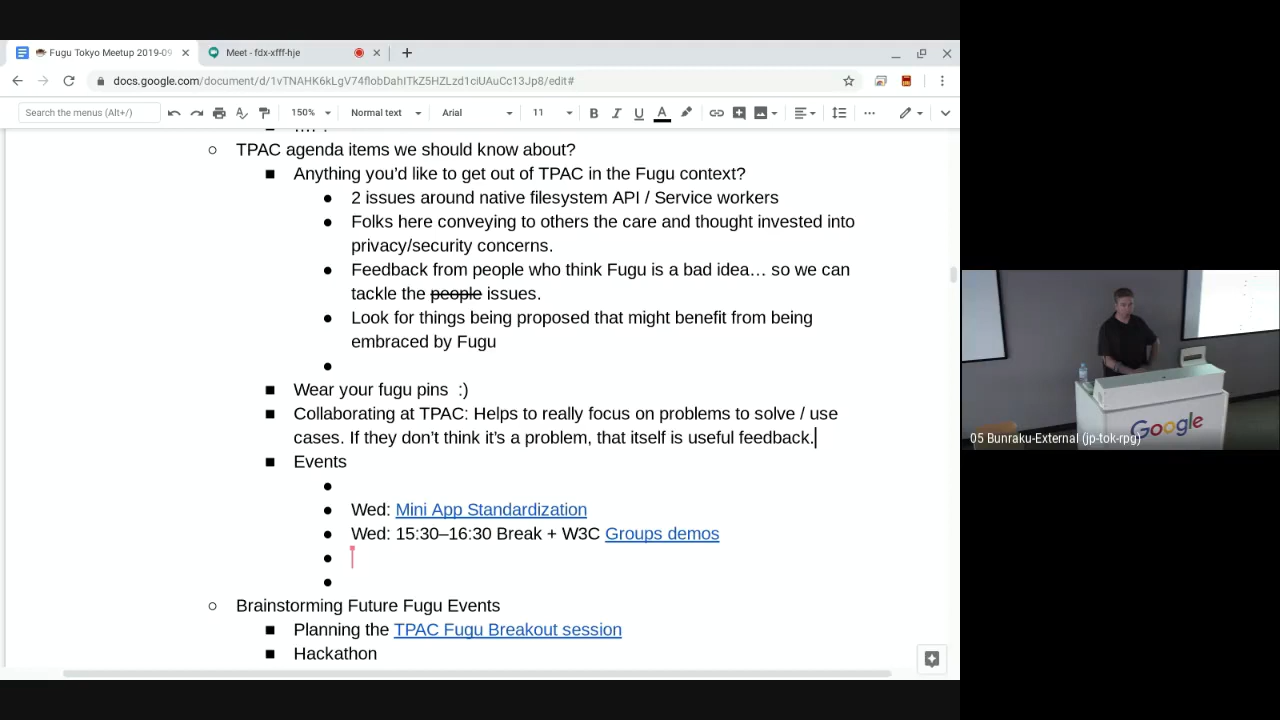 Fugu Tokyo Meetup 2019-09
Meet - fdx-xfff-hje
docs.google.com/document/d/1vTNAHK6kLgV74flobDahITkZ5HZLzd1ciUAuCc13Jp8/edit#
Search the menus (Alt+/)
150%
Normal text
Arial
11
TPAC agenda items we should know about?
Anything you’d like to get out of TPAC in the Fugu context?
2 issues around native filesystem API / Service workers
Folks here conveying to others the care and thought invested into
privacy/security concerns.
Feedback from people who think Fugu is a bad idea… so we can
tackle the people issues.
Look for things being proposed that might benefit from being
embraced by Fugu
Wear your fugu pins :)
Collaborating at TPAC: Helps to really focus on problems to solve / use
cases. If they don’t think it’s a problem, that itself is useful feedback.
Events
Wed: Mini App Standardization
Wed: 15:30–16:30 Break + W3C Groups demos
Brainstorming Future Fugu Events
Planning the TPAC Fugu Breakout session
Hackathon
Google
05 Bunraku-External (jp-tok-rpg)